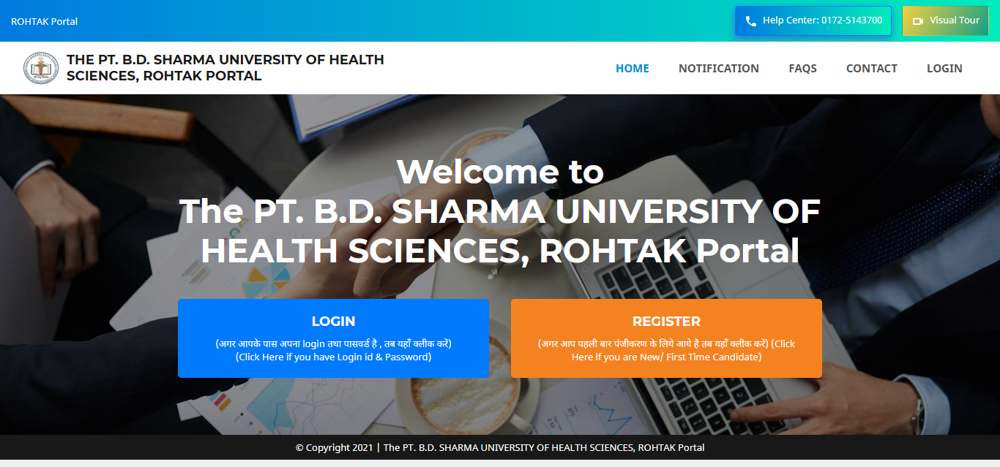 ROHTAK Portal
Help Center: 0172-5143700
Visual Tour
THE PT. B.D. SHARMA UNIVERSITY OF HEALTH
SCIENCES, ROHTAK PORTAL
HOME
NOTIFICATION
FAQS
CONTACT
LOGIN
Welcome to
The PT. B.D. SHARMA UNIVERSITY OF
HEALTH SCIENCES, ROHTAK Portal
LOGIN
(अगर आपके पास अपना login तथा पासवर्ड है , तब यहाँ क्लीक करें)
(Click Here if you have Login id & Password)
REGISTER
(अगर आप पहली बार पंजीकरण के लिये आये है तब यहाँ क्लीक करें) (Click
Here if you are New/ First Time Candidate)
© Copyright 2021 | The PT. B.D. SHARMA UNIVERSITY OF HEALTH SCIENCES, ROHTAK Portal